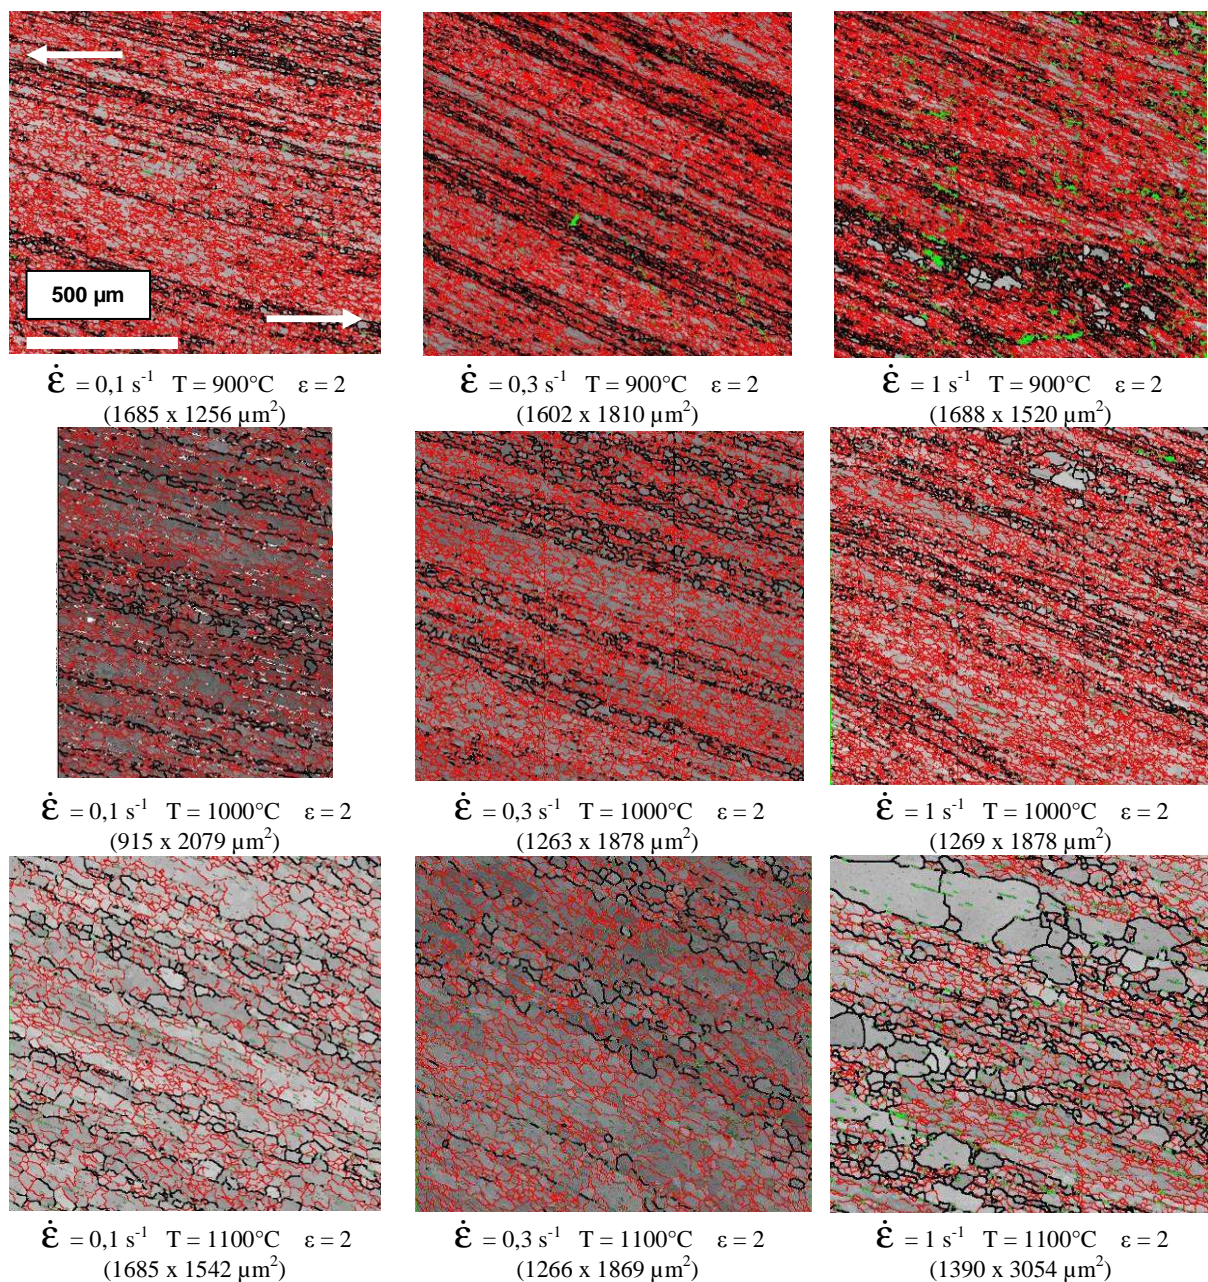 500 µm
ε̇ = 0,1 s⁻¹ T = 900°C ε = 2
(1685 x 1256 µm²)
ε̇ = 0,3 s⁻¹ T = 900°C ε = 2
(1602 x 1810 µm²)
ε̇ = 1 s⁻¹ T = 900°C ε = 2
(1688 x 1520 µm²)
ε̇ = 0,1 s⁻¹ T = 1000°C ε = 2
(915 x 2079 µm²)
ε̇ = 0,3 s⁻¹ T = 1000°C ε = 2
(1263 x 1878 µm²)
ε̇ = 1 s⁻¹ T = 1000°C ε = 2
(1269 x 1878 µm²)
ε̇ = 0,1 s⁻¹ T = 1100°C ε = 2
(1685 x 1542 µm²)
ε̇ = 0,3 s⁻¹ T = 1100°C ε = 2
(1266 x 1869 µm²)
ε̇ = 1 s⁻¹ T = 1100°C ε = 2
(1390 x 3054 µm²)